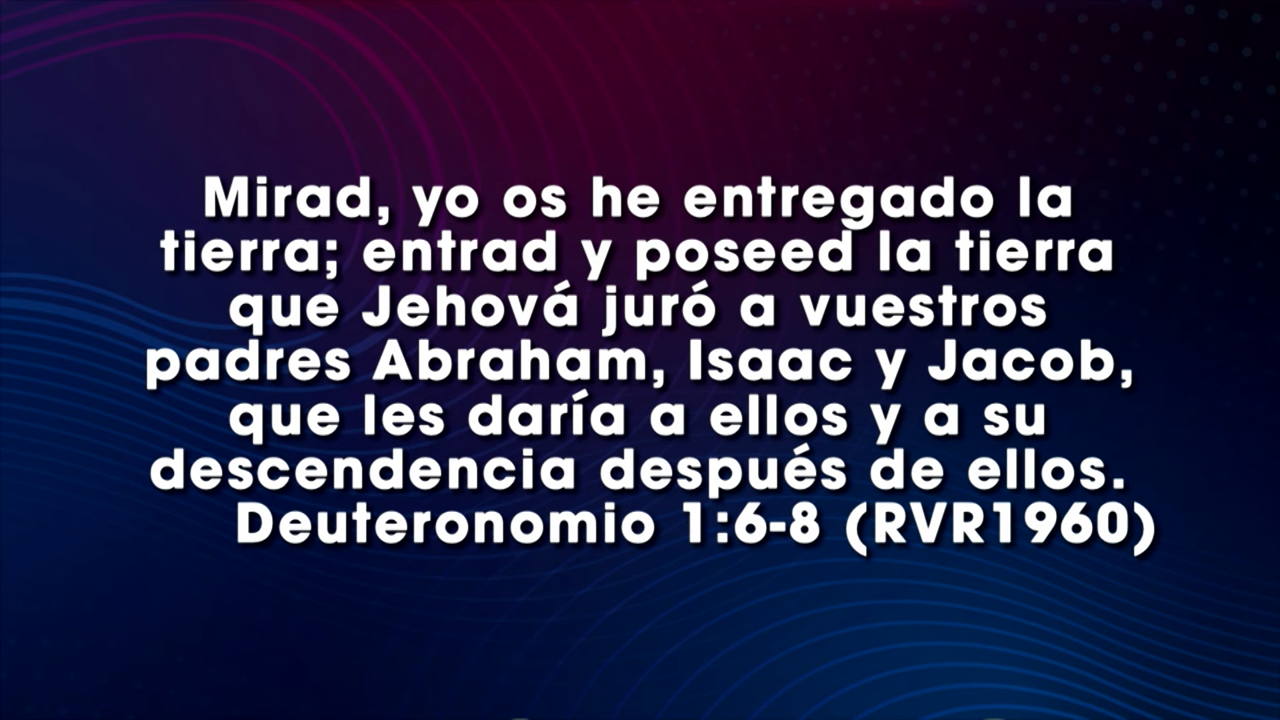 Mirad, yo os he entregado la
tierra; entrad y poseed la tierra
que Jehová juró a vuestros
padres Abraham, Isaac y Jacob,
que les daría a ellos y a su
descendencia después de ellos.
Deuteronomio 1:6-8 (RVR1960)